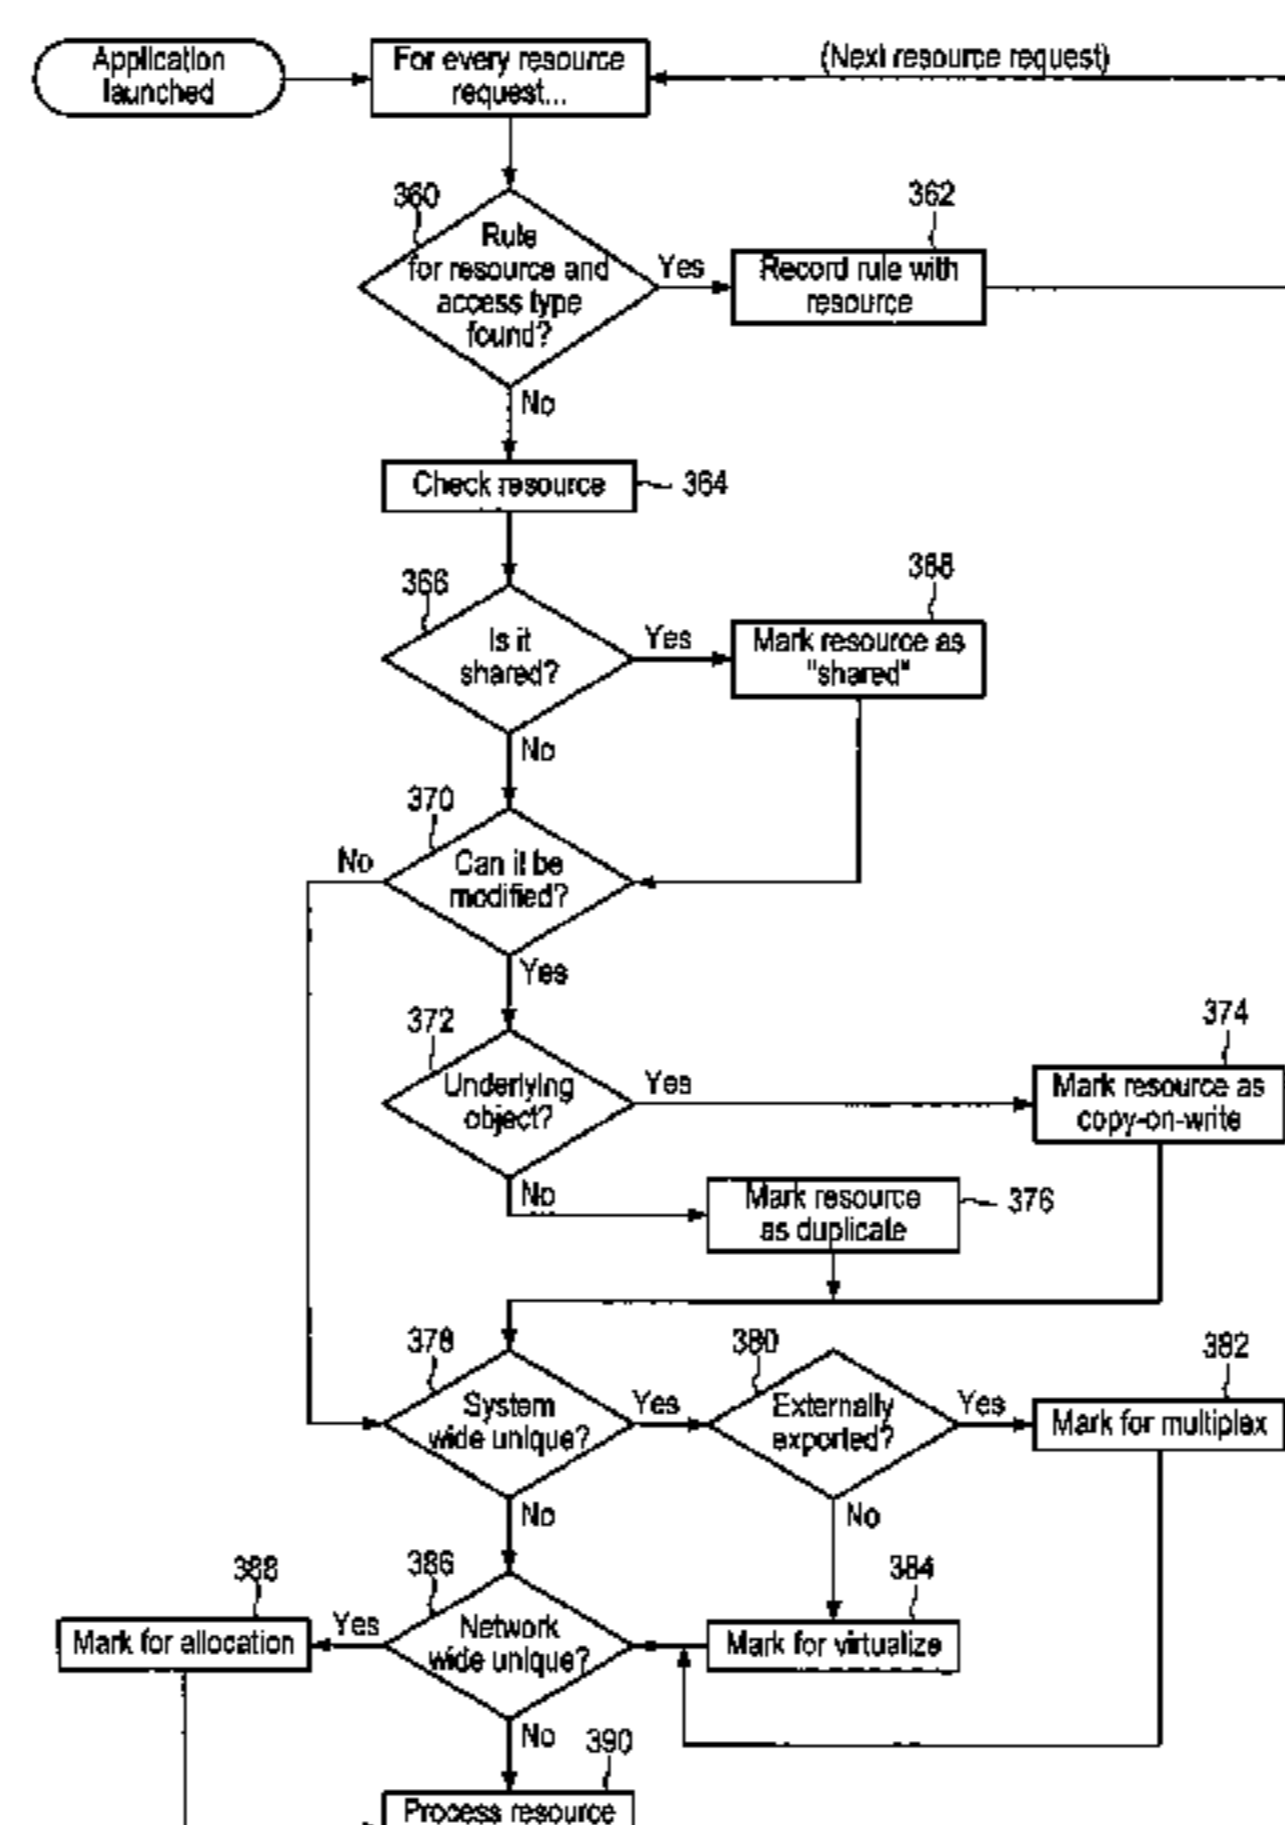 Application
launched
For every resource
request...
(Next resource request)
360
Rule
for resource and
access type
found?
Yes
362
Record rule with
resource
No
Check resource
364
366
Is it
shared?
Yes
368
Mark resource as
"shared"
No
370
No
Can it be
modified?
Yes
372
Underlying
object?
Yes
374
Mark resource as
copy-on-write
No
Mark resource
as duplicate
376
378
System
wide unique?
Yes
380
Externally
exported?
Yes
382
Mark for multiplex
No
No
388
Mark for allocation
Yes
386
Network
wide unique?
384
Mark for virtualize
No
390
Process resource